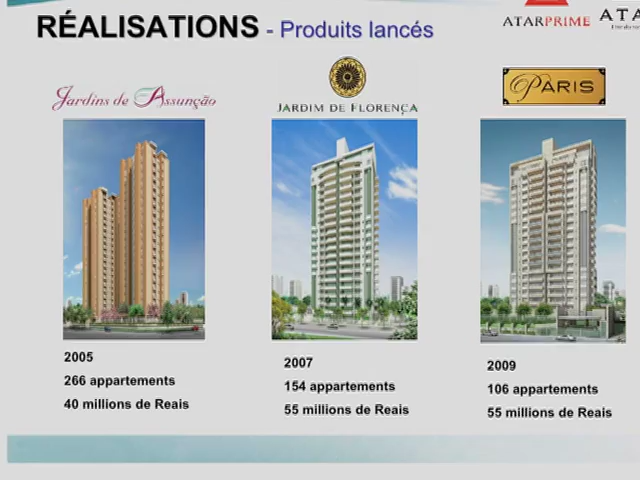 RÉALISATIONS - Produits lancés
ATARPRIME
Jardins de Assunção
JARDIM DE FLORENÇA
PARIS
2005
266 appartements
40 millions de Reais
2007
154 appartements
55 millions de Reais
2009
106 appartements
55 millions de Reais